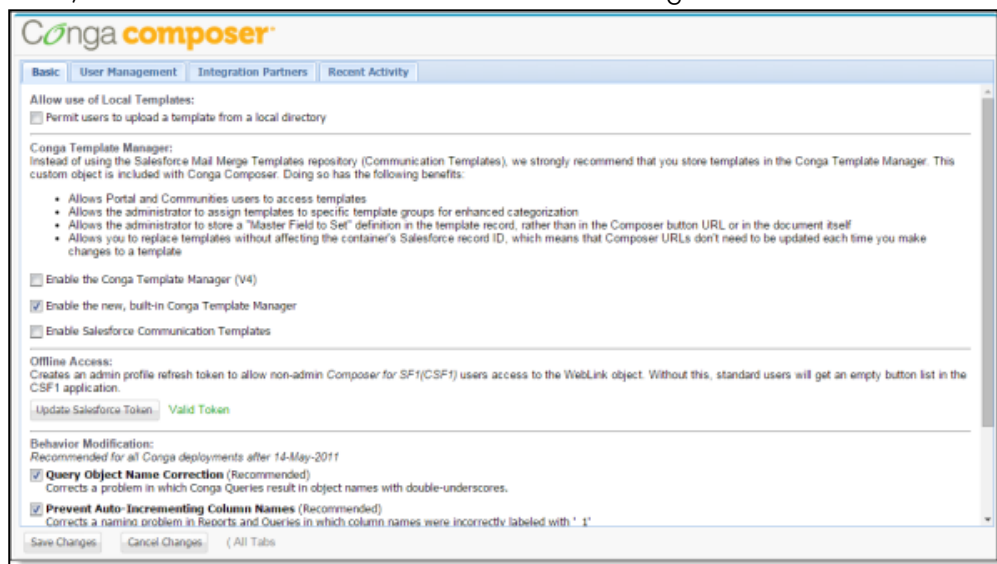 Conga composer
Basic User Management Integration Partners Recent Activity
Allow use of Local Templates:
Permit users to upload a template from a local directory
Conga Template Manager:
Instead of using the Salesforce Mail Merge Templates repository (Communication Templates), we strongly recommend that you store templates in the Conga Template Manager. This
custom object is included with Conga Composer. Doing so has the following benefits:
• Allows Portal and Communities users to access templates
• Allows the administrator to assign templates to specific template groups for enhanced categorization
• Allows the administrator to store a "Master Field to Set" definition in the template record, rather than in the Composer button URL or in the document itself
• Allows you to replace templates without affecting the container's Salesforce record ID, which means that Composer URLs don't need to be updated each time you make
changes to a template
Enable the Conga Template Manager (V4)
Enable the new, built-in Conga Template Manager
Enable Salesforce Communication Templates
Offline Access:
Creates an admin profile refresh token to allow non-admin Composer for SF1(CSF1) users access to the WebLink object. Without this, standard users will get an empty button list in the
CSF1 application.
Update Salesforce Token Valid Token
Behavior Modification:
Recommended for all Conga deployments after 14-May-2011
Query Object Name Correction (Recommended)
Corrects a problem in which Conga Queries result in object names with double-underscores.
Prevent Auto-Incrementing Column Names (Recommended)
Corrects a naming problem in Reports and Queries in which column names were incorrectly labeled with '_1'
Save Changes Cancel Changes ( All Tabs